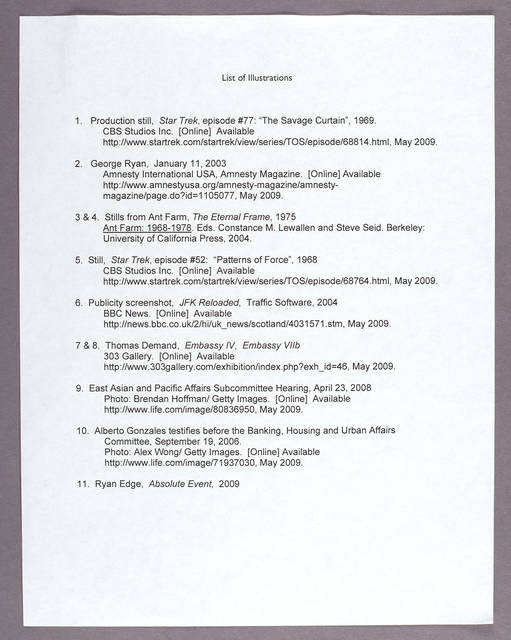 List of Illustrations
1. Production still, Star Trek, episode #77: “The Savage Curtain”, 1969.
CBS Studios Inc. [Online] Available
http://www.startrek.com/startrek/view/series/TOS/episode/68814.html, May 2009.
2. George Ryan, January 11, 2003
Amnesty International USA, Amnesty Magazine. [Online] Available
http://www.amnestyusa.org/amnesty-magazine/amnesty-
magazine/page.do?id=1105077, May 2009.
3 & 4. Stills from Ant Farm, The Eternal Frame, 1975
Ant Farm: 1968-1978. Eds. Constance M. Lewallen and Steve Seid. Berkeley:
University of California Press, 2004.
5. Still, Star Trek, episode #52: “Patterns of Force”, 1968
CBS Studios Inc. [Online] Available
http://www.startrek.com/startrek/view/series/TOS/episode/68764.html, May 2009.
6. Publicity screenshot, JFK Reloaded, Traffic Software, 2004
BBC News. [Online] Available
http://news.bbc.co.uk/2/hi/uk_news/scotland/4031571.stm, May 2009.
7 & 8. Thomas Demand, Embassy IV, Embassy VIIb
303 Gallery. [Online] Available
http://www.303gallery.com/exhibition/index.php?exh_id=46, May 2009.
9. East Asian and Pacific Affairs Subcommittee Hearing, April 23, 2008
Photo: Brendan Hoffman/ Getty Images. [Online] Available
http://www.life.com/image/80836950, May 2009.
10. Alberto Gonzales testifies before the Banking, Housing and Urban Affairs
Committee, September 19, 2006.
Photo: Alex Wong/ Getty Images. [Online] Available
http://www.life.com/image/71937030, May 2009.
11. Ryan Edge, Absolute Event, 2009